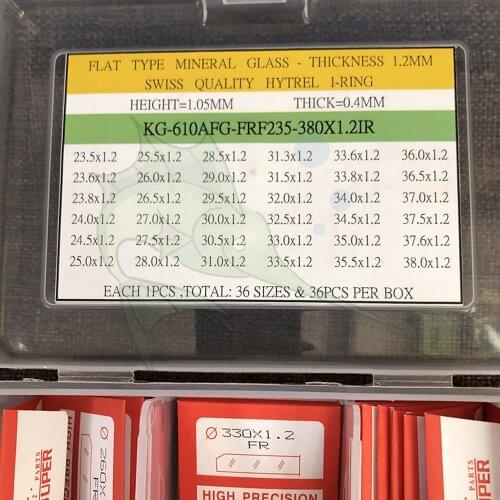 FLAT TYPE MINERAL GLASS - THICKNESS 1.2MM
SWISS QUALITY HYTREL I-RING
HEIGHT=1.05MM THICK=0.4MM
KG-610AFG-FRF235-380X1.2IR
23.5x1.2 25.5x1.2 28.5x1.2 31.3x1.2 33.6x1.2 36.0x1.2
23.6x1.2 26.0x1.2 29.0x1.2 31.5x1.2 33.8x1.2 36.5x1.2
23.8x1.2 26.5x1.2 29.5x1.2 32.0x1.2 34.0x1.2 37.0x1.2
24.0x1.2 27.0x1.2 30.0x1.2 32.5x1.2 34.5x1.2 37.5x1.2
24.5x1.2 27.5x1.2 30.5x1.2 33.0x1.2 35.0x1.2 37.6x1.2
25.0x1.2 28.0x1.2 31.0x1.2 33.5x1.2 35.5x1.2 38.0x1.2
EACH 1PCS ,TOTAL: 36 SIZES & 36PCS PER BOX
Ø 330X1.2
FR
HIGH PRECISION
PARTS
SUPER
Ø 260X
FR
PARTS
SUPER